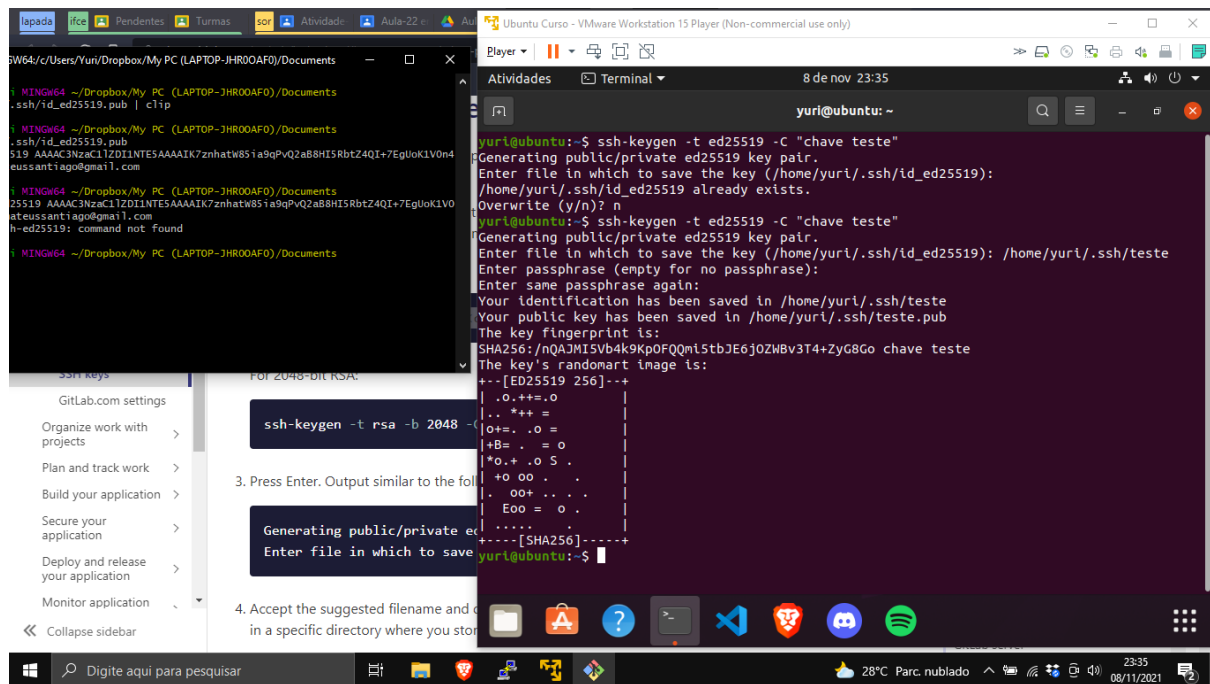 lapada
ifce
Pendentes
Turmas
sor
Atividade
Aula-22 e
Aul
GW64:/c/Users/Yuri/Dropbox/My PC (LAPTOP-JHR0OAF0)/Documents
i MINGW64 ~/Dropbox/My PC (LAPTOP-JHR0OAF0)/Documents
.ssh/id_ed25519.pub | clip
i MINGW64 ~/Dropbox/My PC (LAPTOP-JHR0OAF0)/Documents
.ssh/id_ed25519.pub
519 AAAAC3NzaC1lZDI1NTE5AAAAIK7znhatW85ia9qPvQ2aB8HI5RbtZ4QI+7EgUoK1V0n4
eussantiago@gmail.com
i MINGW64 ~/Dropbox/My PC (LAPTOP-JHR0OAF0)/Documents
25519 AAAAC3NzaC1lZDI1NTE5AAAAIK7znhatW85ia9qPvQ2aB8HI5RbtZ4QI+7EgUoK1V0
ateussantiago@gmail.com
h-ed25519: command not found
i MINGW64 ~/Dropbox/My PC (LAPTOP-JHR0OAF0)/Documents
SSH keys
GitLab.com settings
Organize work with
projects
Plan and track work
Build your application
Secure your
application
Deploy and release
your application
Monitor application
Collapse sidebar
For 2048-bit RSA:
ssh-keygen -t rsa -b 2048 -
3. Press Enter. Output similar to the foll
Generating public/private ed
Enter file in which to save
4. Accept the suggested filename and d
in a specific directory where you stor
Ubuntu Curso - VMware Workstation 15 Player (Non-commercial use only)
Player
Atividades
Terminal
8 de nov 23:35
yuri@ubuntu: ~
yuri@ubuntu:~$ ssh-keygen -t ed25519 -C "chave teste"
Generating public/private ed25519 key pair.
Enter file in which to save the key (/home/yuri/.ssh/id_ed25519):
/home/yuri/.ssh/id_ed25519 already exists.
Overwrite (y/n)? n
yuri@ubuntu:~$ ssh-keygen -t ed25519 -C "chave teste"
Generating public/private ed25519 key pair.
Enter file in which to save the key (/home/yuri/.ssh/id_ed25519): /home/yuri/.ssh/teste
Enter passphrase (empty for no passphrase):
Enter same passphrase again:
Your identification has been saved in /home/yuri/.ssh/teste
Your public key has been saved in /home/yuri/.ssh/teste.pub
The key fingerprint is:
SHA256:/nQAJMI5Vb4k9KpOFQQmi5tbJE6jOZWBv3T4+ZyG8Go chave teste
The key's randomart image is:
+--[ED25519 256]--+
| .o.++=.o        |
|.. *++ =         |
|o+=. .o =        |
|+B= .  = o       |
|*o.+ .o S .      |
| +o oo .   .     |
|.  oo+ .. . .    |
|  Eoo =  o .     |
| .....    .      |
+----[SHA256]-----+
yuri@ubuntu:~$
Digite aqui para pesquisar
28°C Parc. nublado
23:35
08/11/2021
2